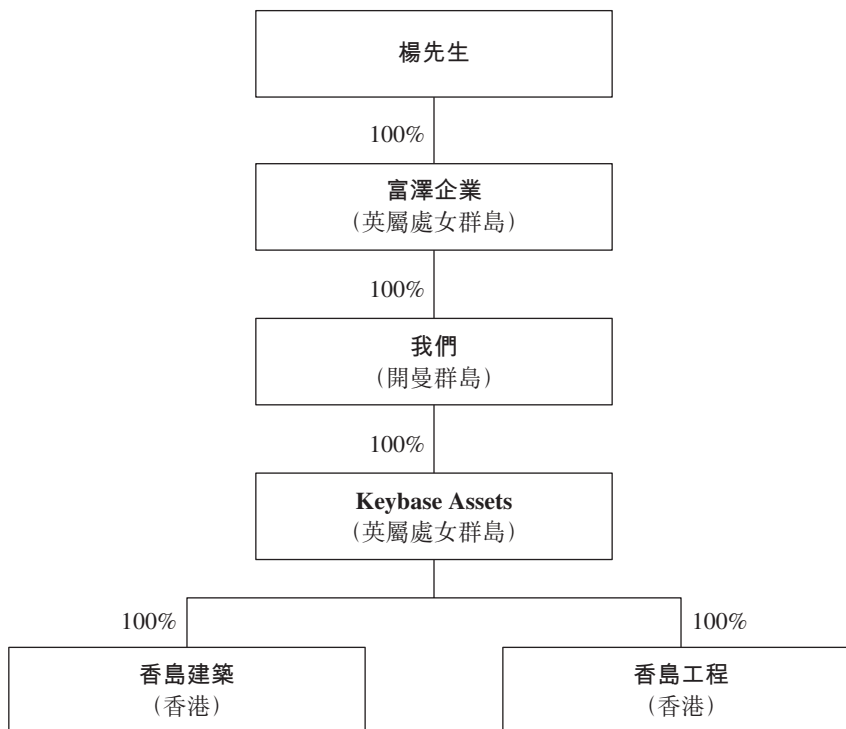 楊先生
100%
富澤企業
(英屬處女群島)
100%
我們
(開曼群島)
100%
Keybase Assets
(英屬處女群島)
100%
100%
香島建築
(香港)
香島工程
(香港)